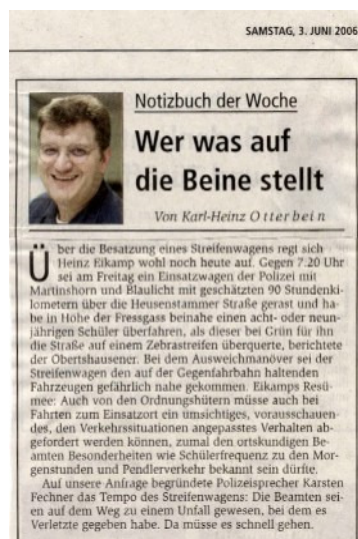 SAMSTAG, 3. JUNI 2006
Notizbuch der Woche
Wer was auf
die Beine stellt
Von Karl-Heinz Otterbein
Über die Besatzung eines Streifenwagens regt sich
Heinz Eikamp wohl noch heute auf. Gegen 7.20 Uhr
sei am Freitag ein Einsatzwagen der Polizei mit
Martinshorn und Blaulicht mit geschätzten 90 Stundenki-
lometern über die Heusenstammer Straße gerast und ha-
be in Höhe der Fressgass beinahe einen acht- oder neun-
jährigen Schüler überfahren, als dieser bei Grün für ihn
die Straße auf einem Zebrastreifen überquerte, berichtete
der Obertshausener. Bei dem Ausweichmanöver sei der
Streifenwagen den auf der Gegenfahrbahn haltenden
Fahrzeugen gefährlich nahe gekommen. Eikamps Resü-
mee: Auch von den Ordnungshütern müsse auch bei
Fahrten zum Einsatzort ein umsichtiges, vorausschauen-
des, den Verkehrssituationen angepasstes Verhalten ab-
gefordert werden können, zumal den ortskundigen Be-
amten Besonderheiten wie Schülerfrequenz zu den Mor-
genstunden und Pendlerverkehr bekannt sein dürfte.
Auf unsere Anfrage begründete Polizeisprecher Karsten
Fechner das Tempo des Streifenwagens: Die Beamten sei-
en auf dem Weg zu einem Unfall gewesen, bei dem es
Verletzte gegeben habe. Da müsse es schnell gehen.